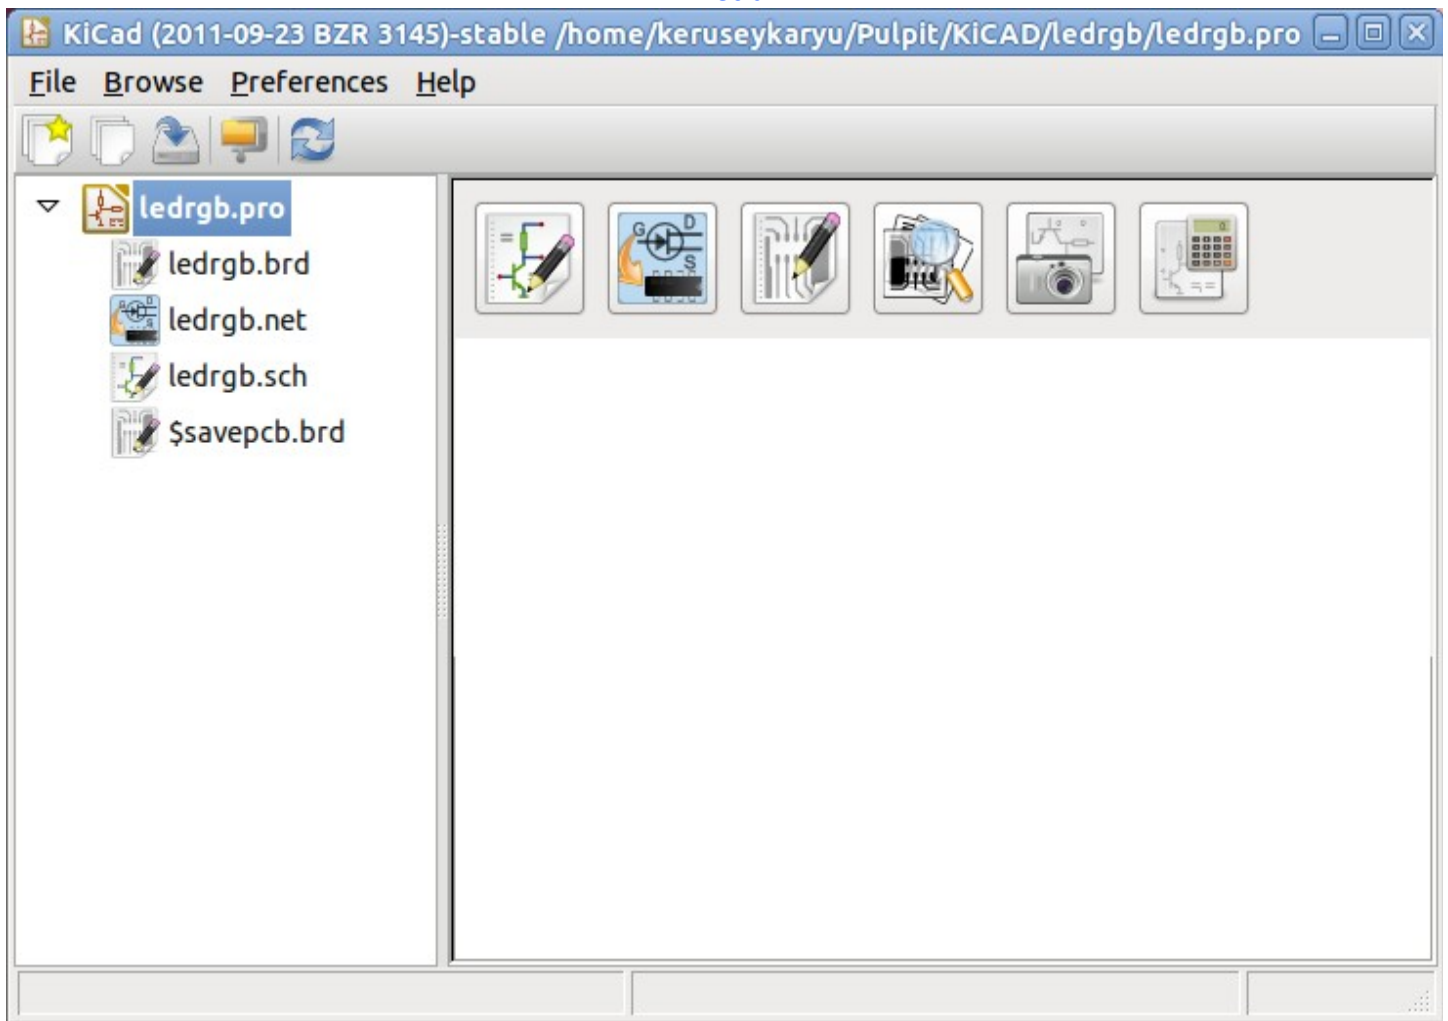 KiCad (2011-09-23 BZR 3145)-stable /home/keruseykaryu/Pulpit/KiCAD/ledrgb/ledrgb.pro
File Browse Preferences Help
ledrgb.pro
ledrgb.brd
ledrgb.net
ledrgb.sch
$savepcb.brd
G D
S